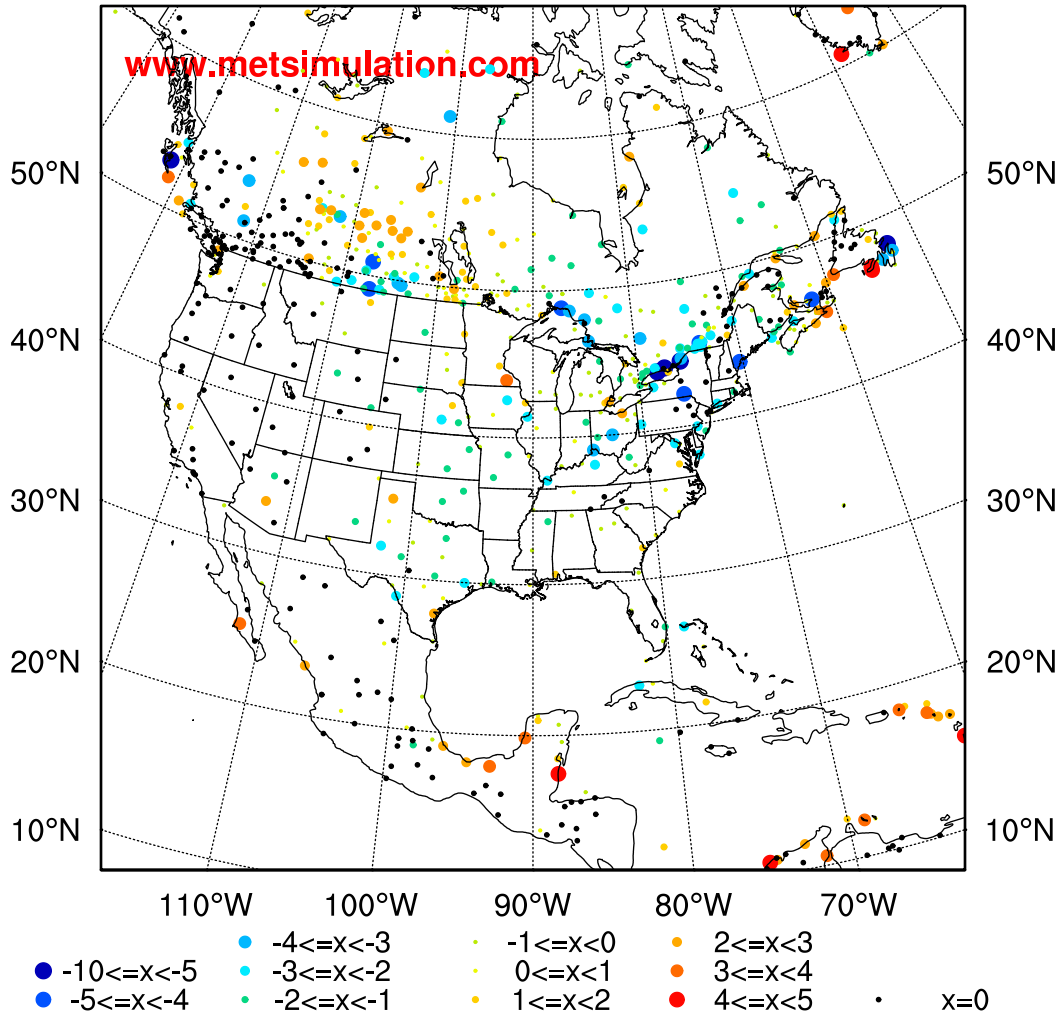 www.metsimulation.com
50°N 50°N
40°N 40°N
30°N 30°N
20°N 20°N
10°N 10°N
110°W 100°W 90°W 80°W 70°W
-4<=x<-3 -1<=x<0 2<=x<3
-10<=x<-5 -3<=x<-2 0<=x<1 3<=x<4
-5<=x<-4 -2<=x<-1 1<=x<2 4<=x<5 x=0